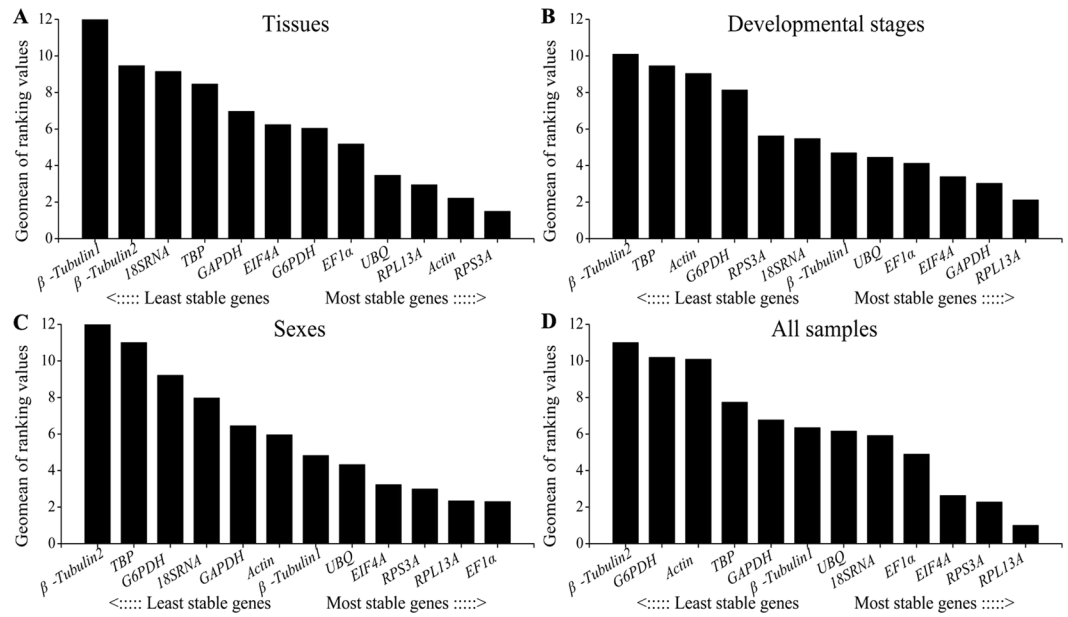 A
Tissues
Geomean of ranking values
12
10
8
6
4
2
0
β -Tubulin1
β -Tubulin2
18SRNA
TBP
GAPDH
EIF4A
G6PDH
EF1α
UBQ
RPL13A
Actin
RPS3A
<::::: Least stable genes
Most stable genes :::::>
B
Developmental stages
Geomean of ranking values
12
10
8
6
4
2
0
β -Tubulin2
TBP
Actin
G6PDH
RPS3A
18SRNA
β -Tubulin1
UBQ
EF1α
EIF4A
GAPDH
RPL13A
<::::: Least stable genes
Most stable genes :::::>
C
Sexes
Geomean of ranking values
12
10
8
6
4
2
0
β -Tubulin2
TBP
G6PDH
18SRNA
GAPDH
Actin
β -Tubulin1
UBQ
EIF4A
RPS3A
RPL13A
EF1α
<::::: Least stable genes
Most stable genes :::::>
D
All samples
Geomean of ranking values
12
10
8
6
4
2
0
β -Tubulin2
G6PDH
Actin
TBP
GAPDH
β -Tubulin1
UBQ
18SRNA
EF1α
EIF4A
RPS3A
RPL13A
<::::: Least stable genes
Most stable genes :::::>